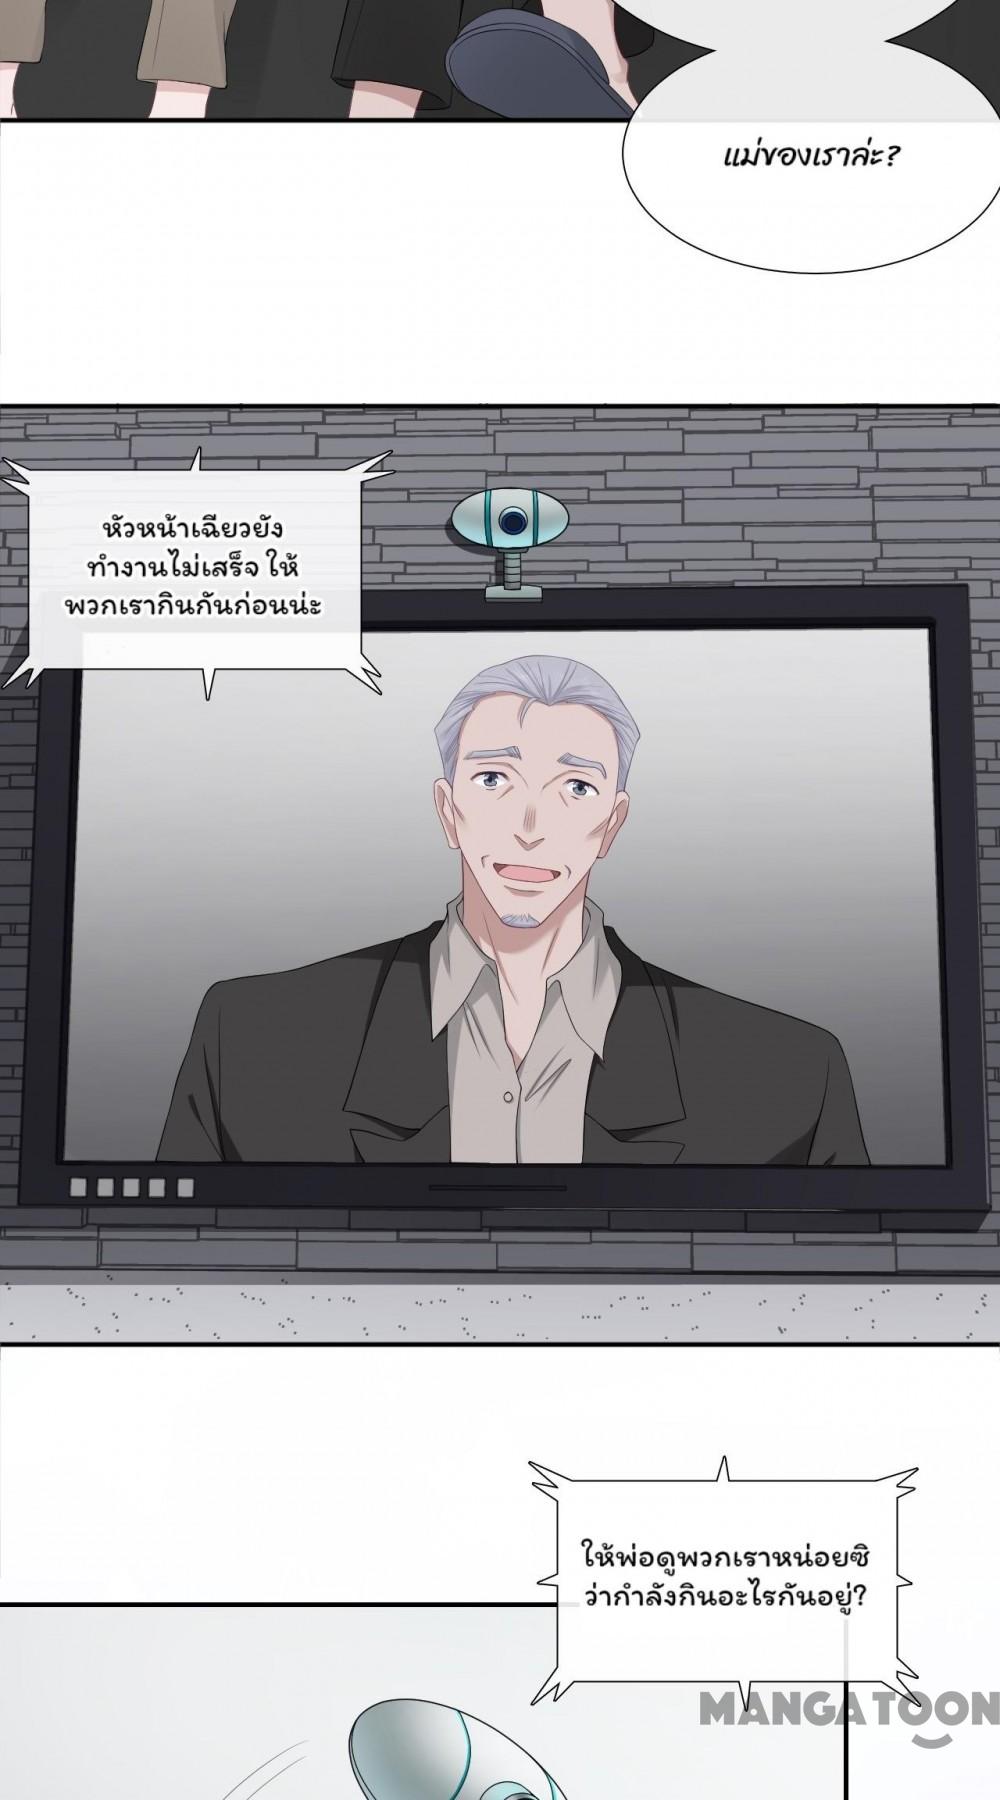 แม่ของเราล่ะ?
หัวหน้าเฉียวยัง
ทำงานไม่เสร็จ ให้
พวกเรากินกันก่อนน่ะ
ให้พ่อดูพวกเราหน่อยซิ
ว่ากำลังกินอะไรกันอยู่?
MANGATOON